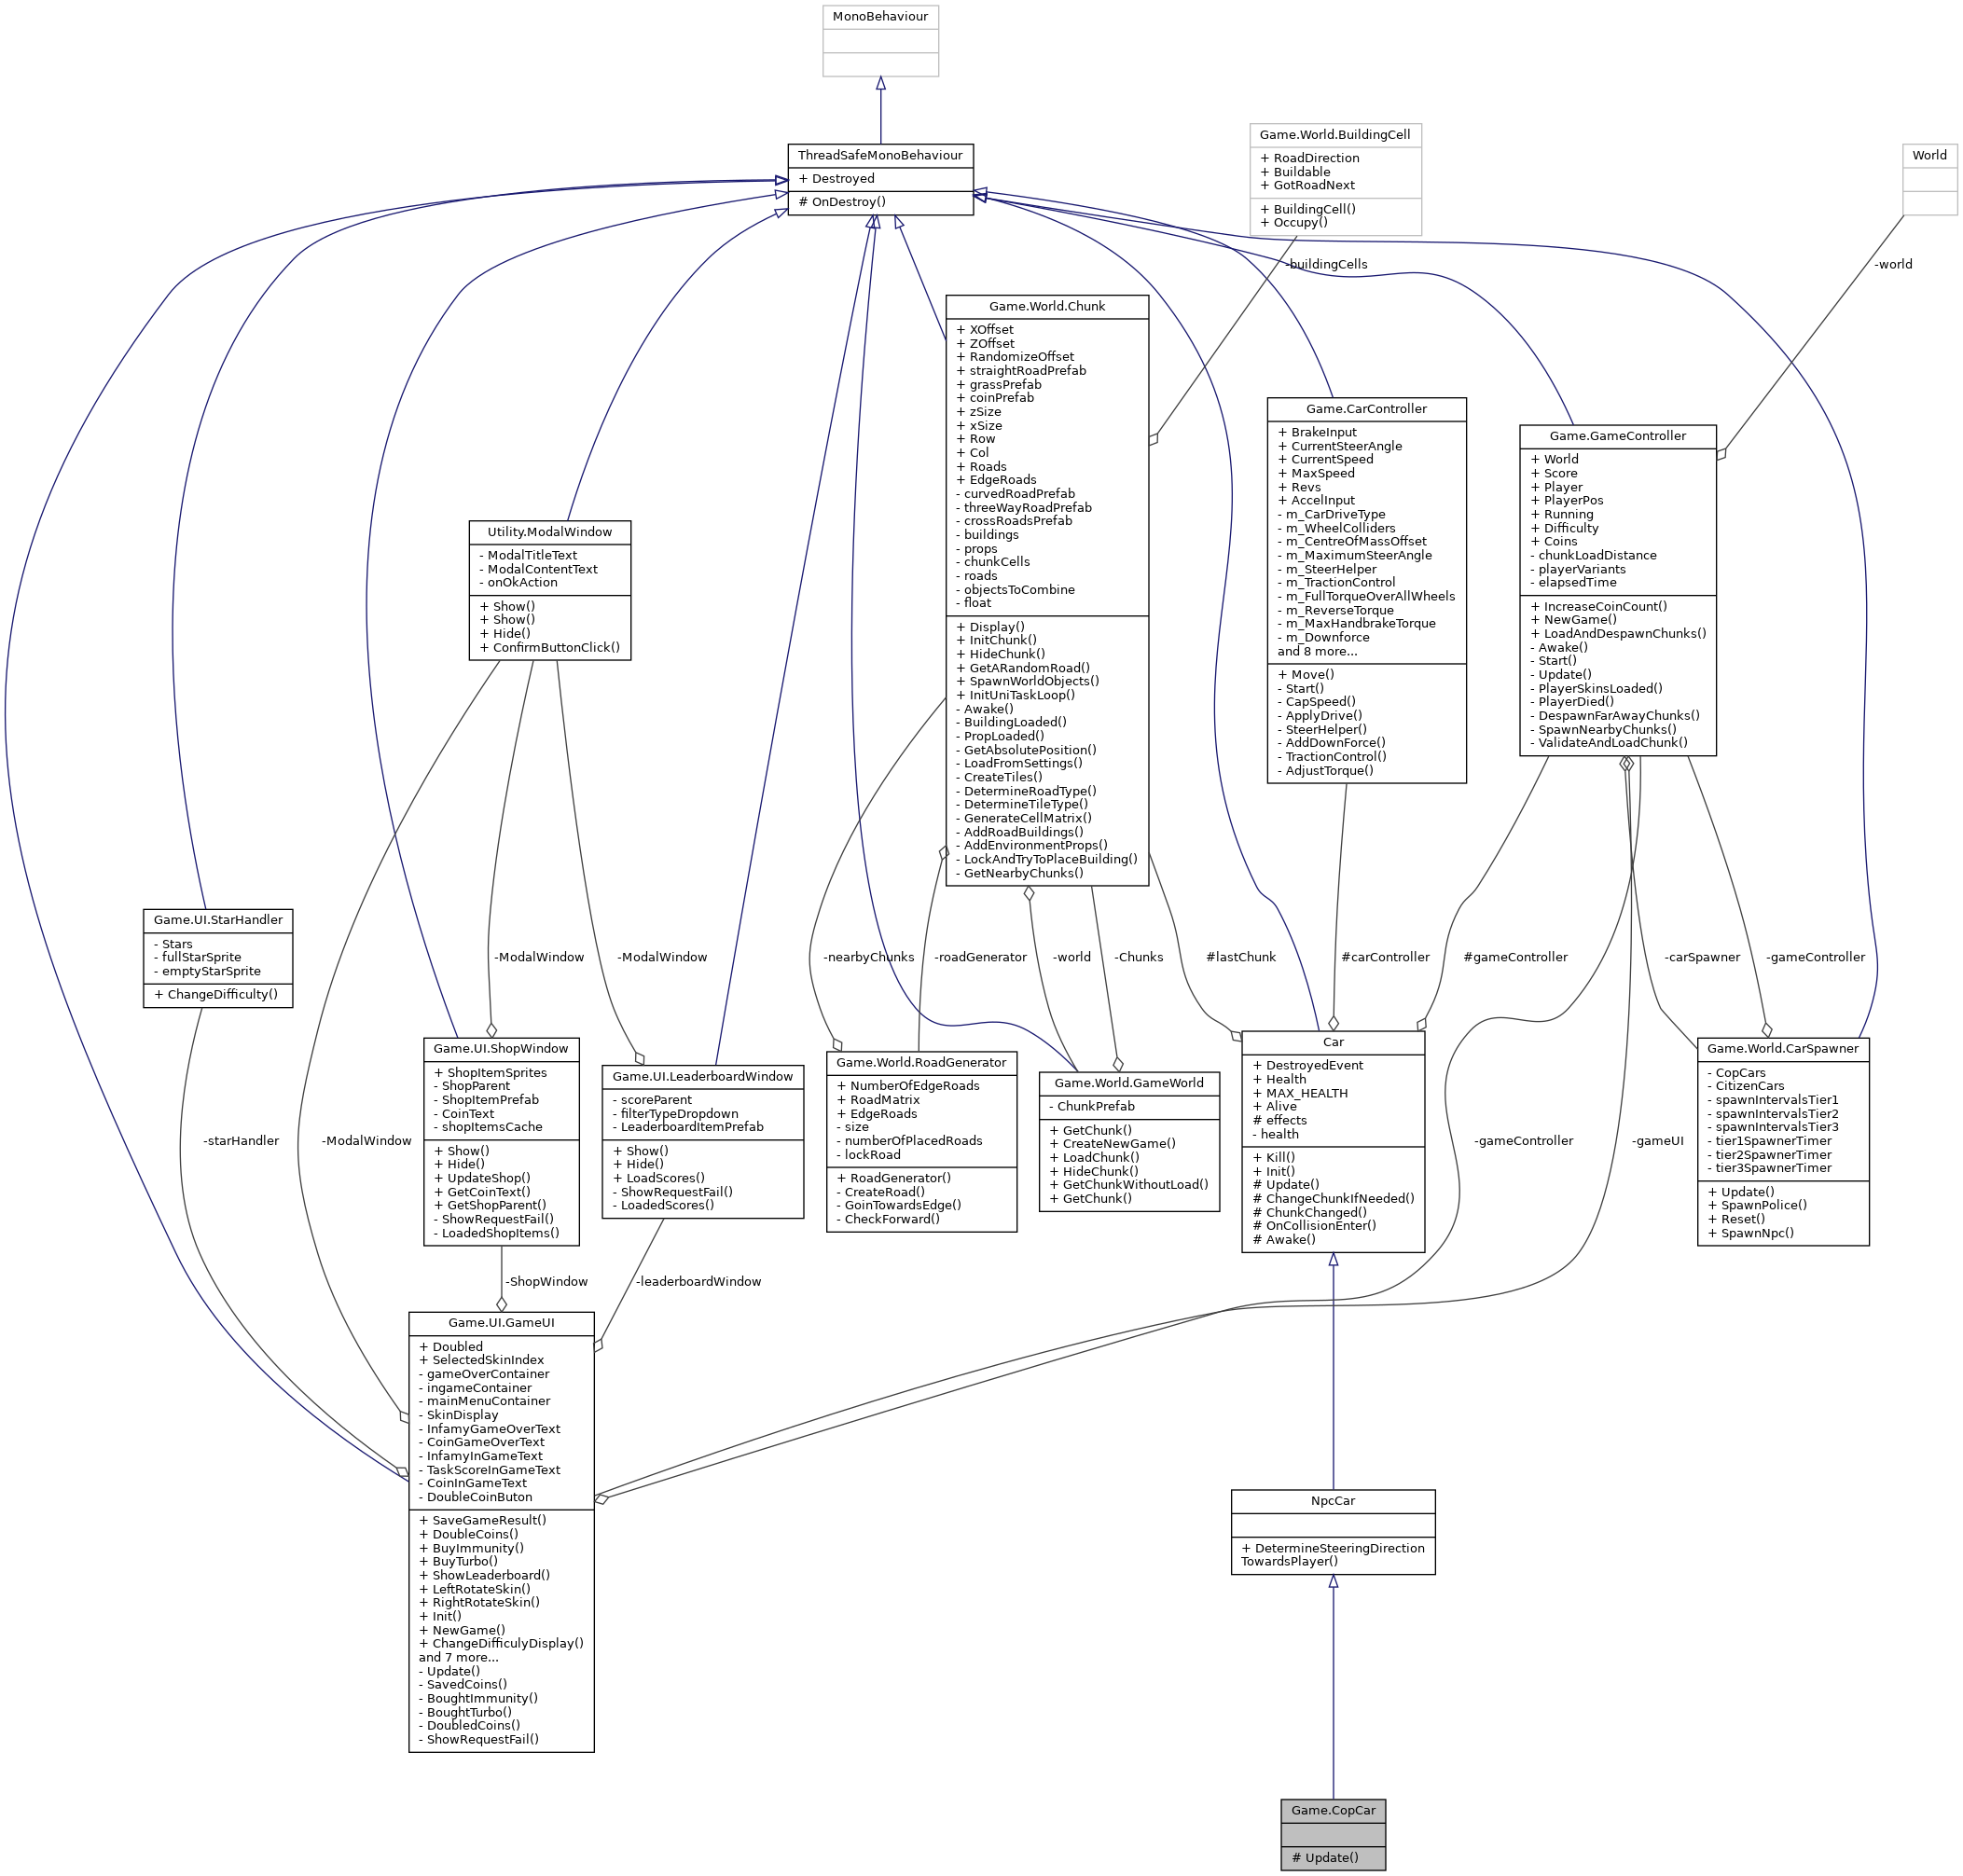 MonoBehaviour
ThreadSafeMonoBehaviour
+ Destroyed
# OnDestroy()
Game.World.BuildingCell
+ RoadDirection
+ Buildable
+ GotRoadNext
+ BuildingCell()
+ Occupy()
World
-buildingCells
-world
Game.World.Chunk
+ XOffset
+ ZOffset
+ RandomizeOffset
+ straightRoadPrefab
+ grassPrefab
+ coinPrefab
+ zSize
+ xSize
+ Row
+ Col
+ Roads
+ EdgeRoads
- curvedRoadPrefab
- threeWayRoadPrefab
- crossRoadsPrefab
- buildings
- props
- chunkCells
- roads
- objectsToCombine
- float
+ Display()
+ InitChunk()
+ HideChunk()
+ GetARandomRoad()
+ SpawnWorldObjects()
+ InitUniTaskLoop()
- Awake()
- BuildingLoaded()
- PropLoaded()
- GetAbsolutePosition()
- LoadFromSettings()
- CreateTiles()
- DetermineRoadType()
- DetermineTileType()
- GenerateCellMatrix()
- AddRoadBuildings()
- AddEnvironmentProps()
- LockAndTryToPlaceBuilding()
- GetNearbyChunks()
Game.CarController
+ BrakeInput
+ CurrentSteerAngle
+ CurrentSpeed
+ MaxSpeed
+ Revs
+ AccelInput
- m_CarDriveType
- m_WheelColliders
- m_CentreOfMassOffset
- m_MaximumSteerAngle
- m_SteerHelper
- m_TractionControl
- m_FullTorqueOverAllWheels
- m_ReverseTorque
- m_MaxHandbrakeTorque
- m_Downforce
and 8 more...
+ Move()
- Start()
- CapSpeed()
- ApplyDrive()
- SteerHelper()
- AddDownForce()
- TractionControl()
- AdjustTorque()
Game.GameController
+ World
+ Score
+ Player
+ PlayerPos
+ Running
+ Difficulty
+ Coins
- chunkLoadDistance
- playerVariants
- elapsedTime
+ IncreaseCoinCount()
+ NewGame()
+ LoadAndDespawnChunks()
- Awake()
- Start()
- Update()
- PlayerSkinsLoaded()
- PlayerDied()
- DespawnFarAwayChunks()
- SpawnNearbyChunks()
- ValidateAndLoadChunk()
Utility.ModalWindow
- ModalTitleText
- ModalContentText
- onOkAction
+ Show()
+ Show()
+ Hide()
+ ConfirmButtonClick()
Game.UI.StarHandler
- Stars
- fullStarSprite
- emptyStarSprite
+ ChangeDifficulty()
-ModalWindow
-ModalWindow
-nearbyChunks
-roadGenerator
-world
-Chunks
#lastChunk
#carController
#gameController
-carSpawner
-gameController
Game.UI.ShopWindow
+ ShopItemSprites
- ShopParent
- ShopItemPrefab
- CoinText
- shopItemsCache
+ Show()
+ Hide()
+ UpdateShop()
+ GetCoinText()
+ GetShopParent()
- ShowRequestFail()
- LoadedShopItems()
Game.UI.LeaderboardWindow
- scoreParent
- filterTypeDropdown
- LeaderboardItemPrefab
+ Show()
+ Hide()
+ LoadScores()
- ShowRequestFail()
- LoadedScores()
Game.World.RoadGenerator
+ NumberOfEdgeRoads
+ RoadMatrix
+ EdgeRoads
- size
- numberOfPlacedRoads
- lockRoad
+ RoadGenerator()
- CreateRoad()
- GoinTowardsEdge()
- CheckForward()
Game.World.GameWorld
- ChunkPrefab
+ GetChunk()
+ CreateNewGame()
+ LoadChunk()
+ HideChunk()
+ GetChunkWithoutLoad()
+ GetChunk()
Car
+ DestroyedEvent
+ Health
+ MAX_HEALTH
+ Alive
# effects
- health
+ Kill()
+ Init()
# Update()
# ChangeChunkIfNeeded()
# ChunkChanged()
# OnCollisionEnter()
# Awake()
Game.World.CarSpawner
- CopCars
- CitizenCars
- spawnIntervalsTier1
- spawnIntervalsTier2
- spawnIntervalsTier3
- tier1SpawnerTimer
- tier2SpawnerTimer
- tier3SpawnerTimer
+ Update()
+ SpawnPolice()
+ Reset()
+ SpawnNpc()
-starHandler
-ModalWindow
-gameController
-gameUI
-ShopWindow
-leaderboardWindow
Game.UI.GameUI
+ Doubled
+ SelectedSkinIndex
- gameOverContainer
- ingameContainer
- mainMenuContainer
- SkinDisplay
- InfamyGameOverText
- CoinGameOverText
- InfamyInGameText
- TaskScoreInGameText
- CoinInGameText
- DoubleCoinButon
+ SaveGameResult()
+ DoubleCoins()
+ BuyImmunity()
+ BuyTurbo()
+ ShowLeaderboard()
+ LeftRotateSkin()
+ RightRotateSkin()
+ Init()
+ NewGame()
+ ChangeDifficulyDisplay()
and 7 more...
- Update()
- SavedCoins()
- BoughtImmunity()
- BoughtTurbo()
- DoubledCoins()
- ShowRequestFail()
NpcCar
+ DetermineSteeringDirection
TowardsPlayer()
Game.CopCar
# Update()